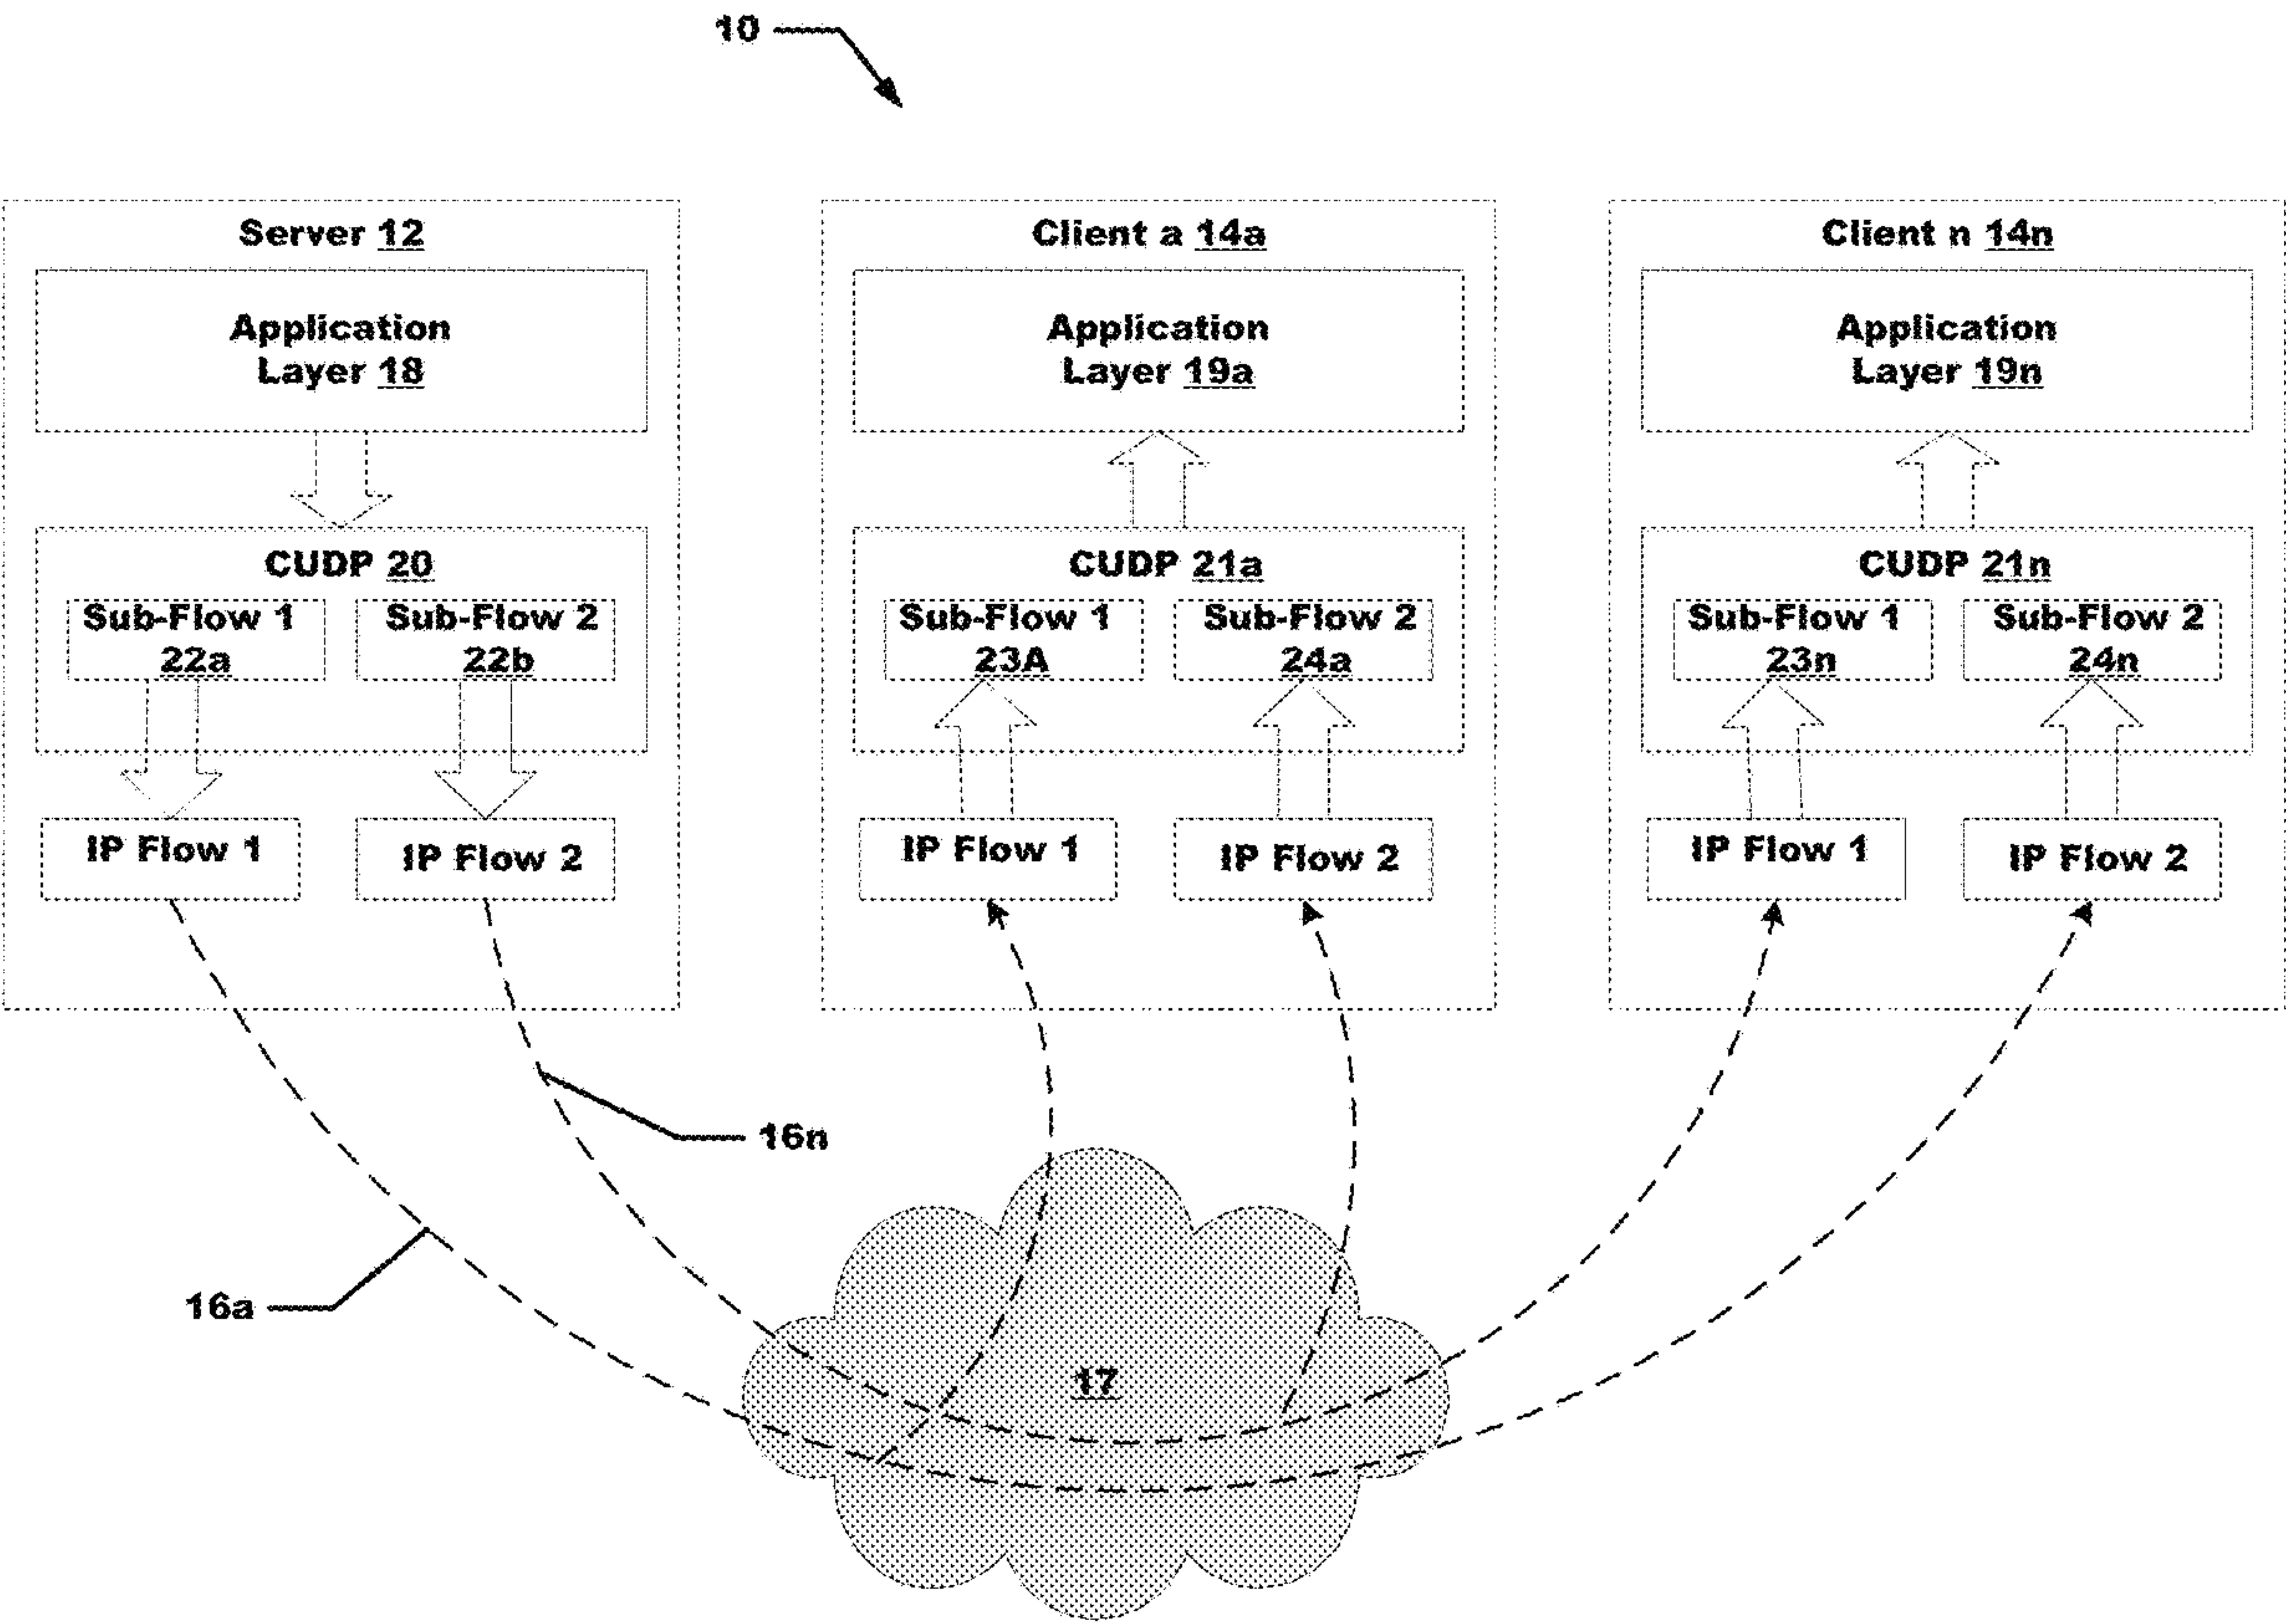 10
Server 12
Application
Layer 18
CUDP 20
Sub-Flow 1
22a
Sub-Flow 2
22b
IP Flow 1
IP Flow 2
Client a 14a
Application
Layer 19a
CUDP 21a
Sub-Flow 1
23A
Sub-Flow 2
24a
IP Flow 1
IP Flow 2
Client n 14n
Application
Layer 19n
CUDP 21n
Sub-Flow 1
23n
Sub-Flow 2
24n
IP Flow 1
IP Flow 2
16n
16a
17